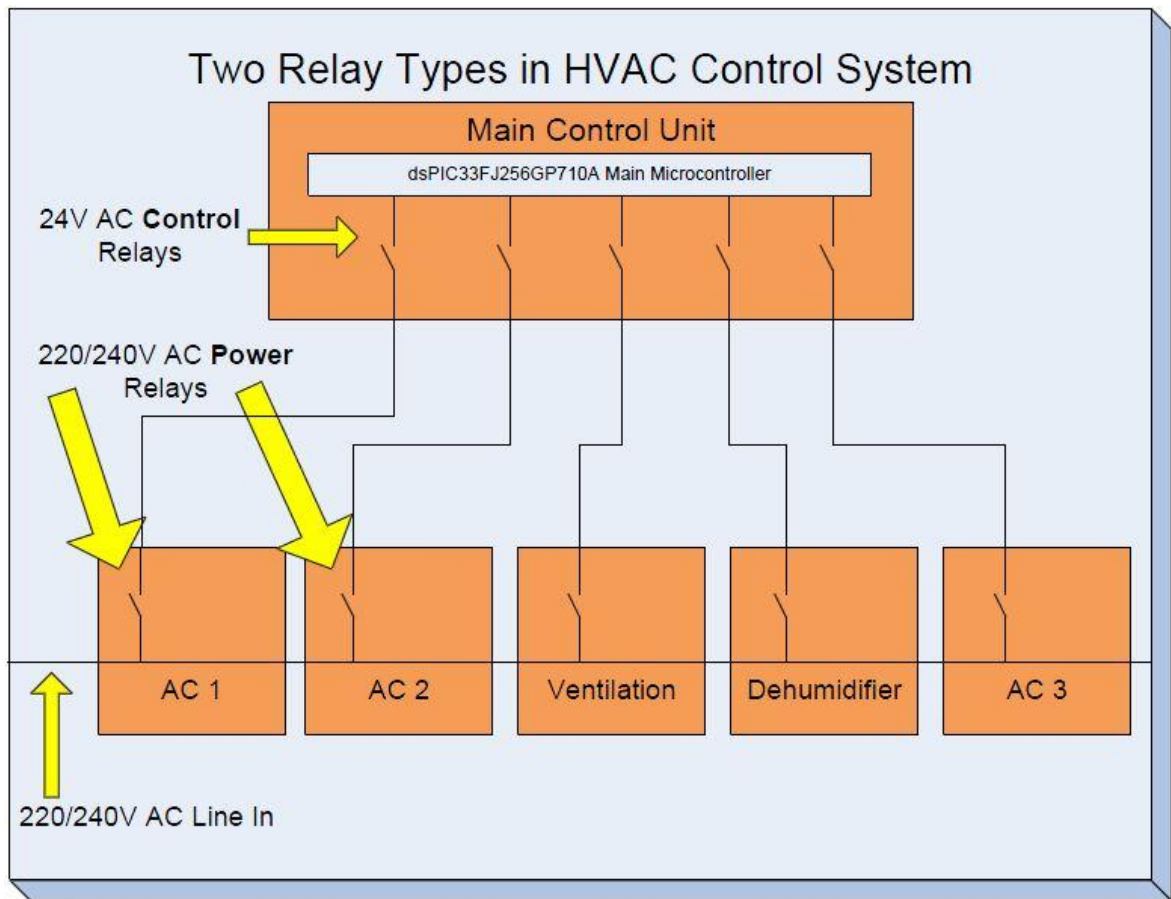 Two Relay Types in HVAC Control System
Main Control Unit
dsPIC33FJ256GP710A Main Microcontroller
24V AC Control
Relays
220/240V AC Power
Relays
AC 1
AC 2
Ventilation
Dehumidifier
AC 3
220/240V AC Line In